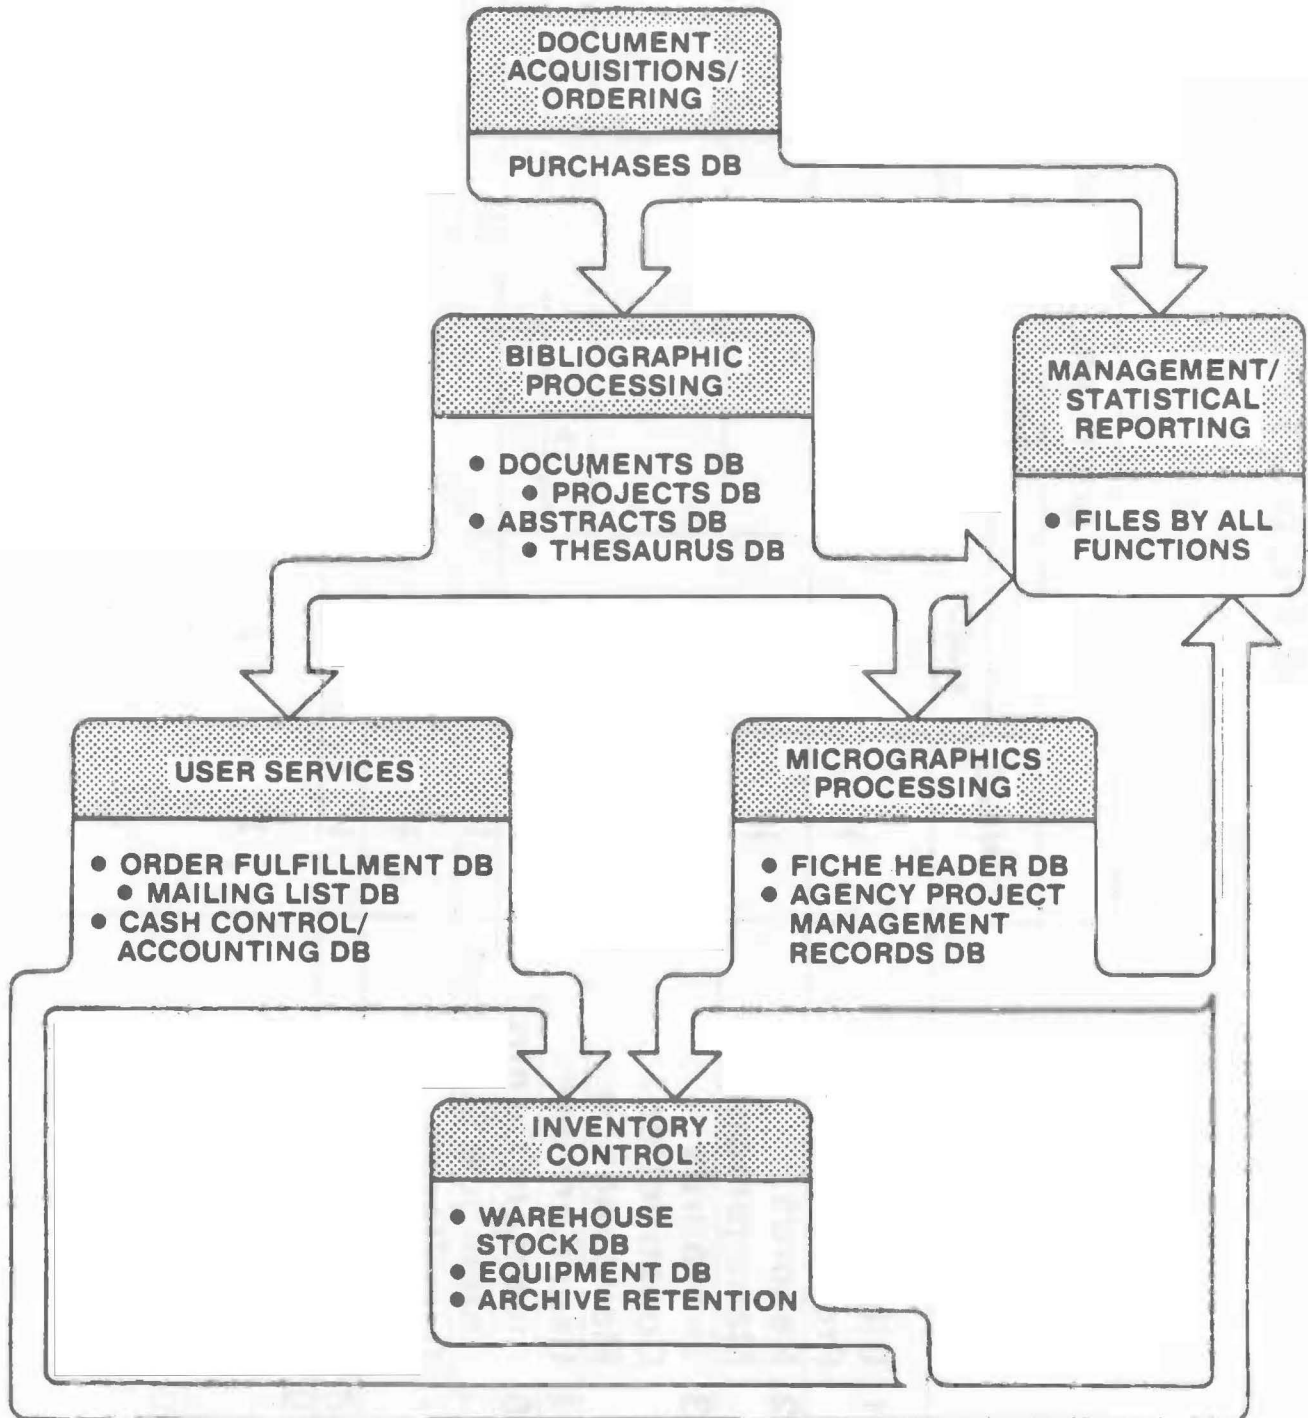 DOCUMENT
ACQUISITIONS/
ORDERING
PURCHASES DB
BIBLIOGRAPHIC
PROCESSING
● DOCUMENTS DB
● PROJECTS DB
● ABSTRACTS DB
● THESAURUS DB
MANAGEMENT/
STATISTICAL
REPORTING
● FILES BY ALL
FUNCTIONS
USER SERVICES
● ORDER FULFILLMENT DB
● MAILING LIST DB
● CASH CONTROL/
ACCOUNTING DB
MICROGRAPHICS
PROCESSING
● FICHE HEADER DB
● AGENCY PROJECT
MANAGEMENT
RECORDS DB
INVENTORY
CONTROL
● WAREHOUSE
STOCK DB
● EQUIPMENT DB
● ARCHIVE RETENTION